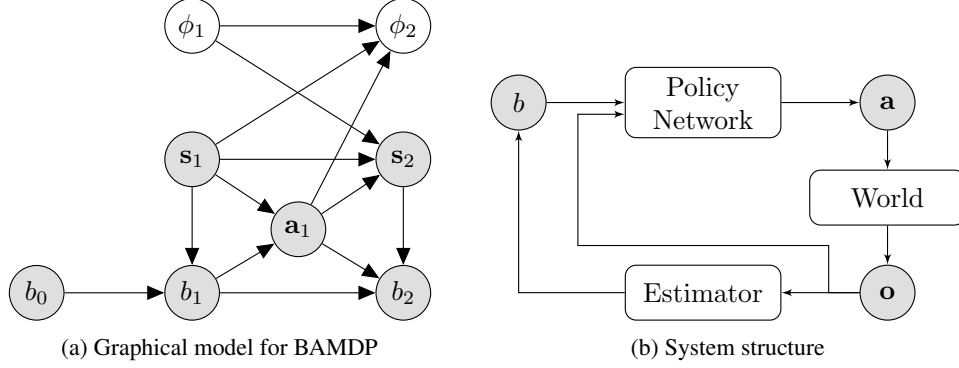 ϕ₁ ϕ₂
s₁ s₂
a₁
b₀ b₁ b₂
(a) Graphical model for BAMDP
b
Policy
Network
a
World
Estimator
o
(b) System structure